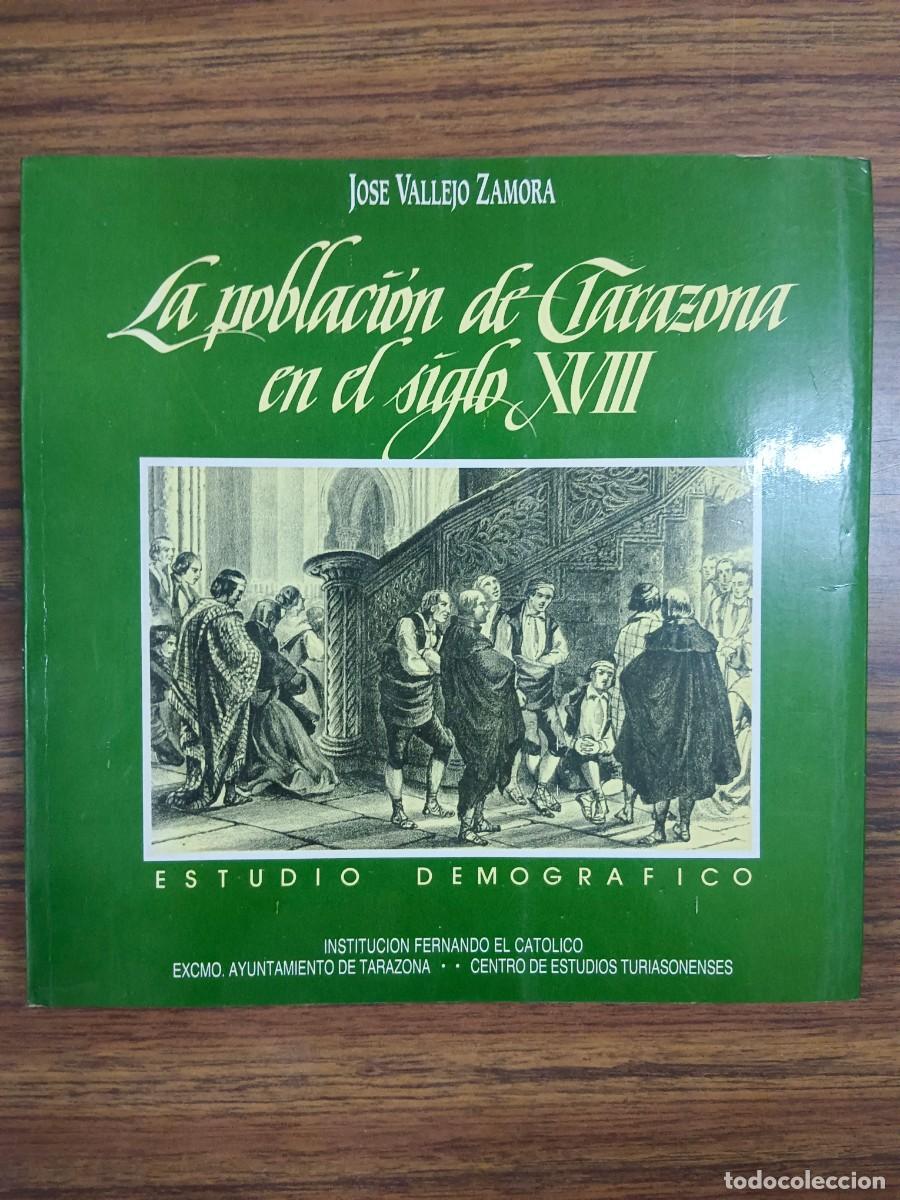 JOSE VALLEJO ZAMORA
La población de Tarazona
en el siglo XVIII
ESTUDIO DEMOGRAFICO
INSTITUCION FERNANDO EL CATOLICO
EXCMO. AYUNTAMIENTO DE TARAZONA · · CENTRO DE ESTUDIOS TURIASONENSES
todocoleccion